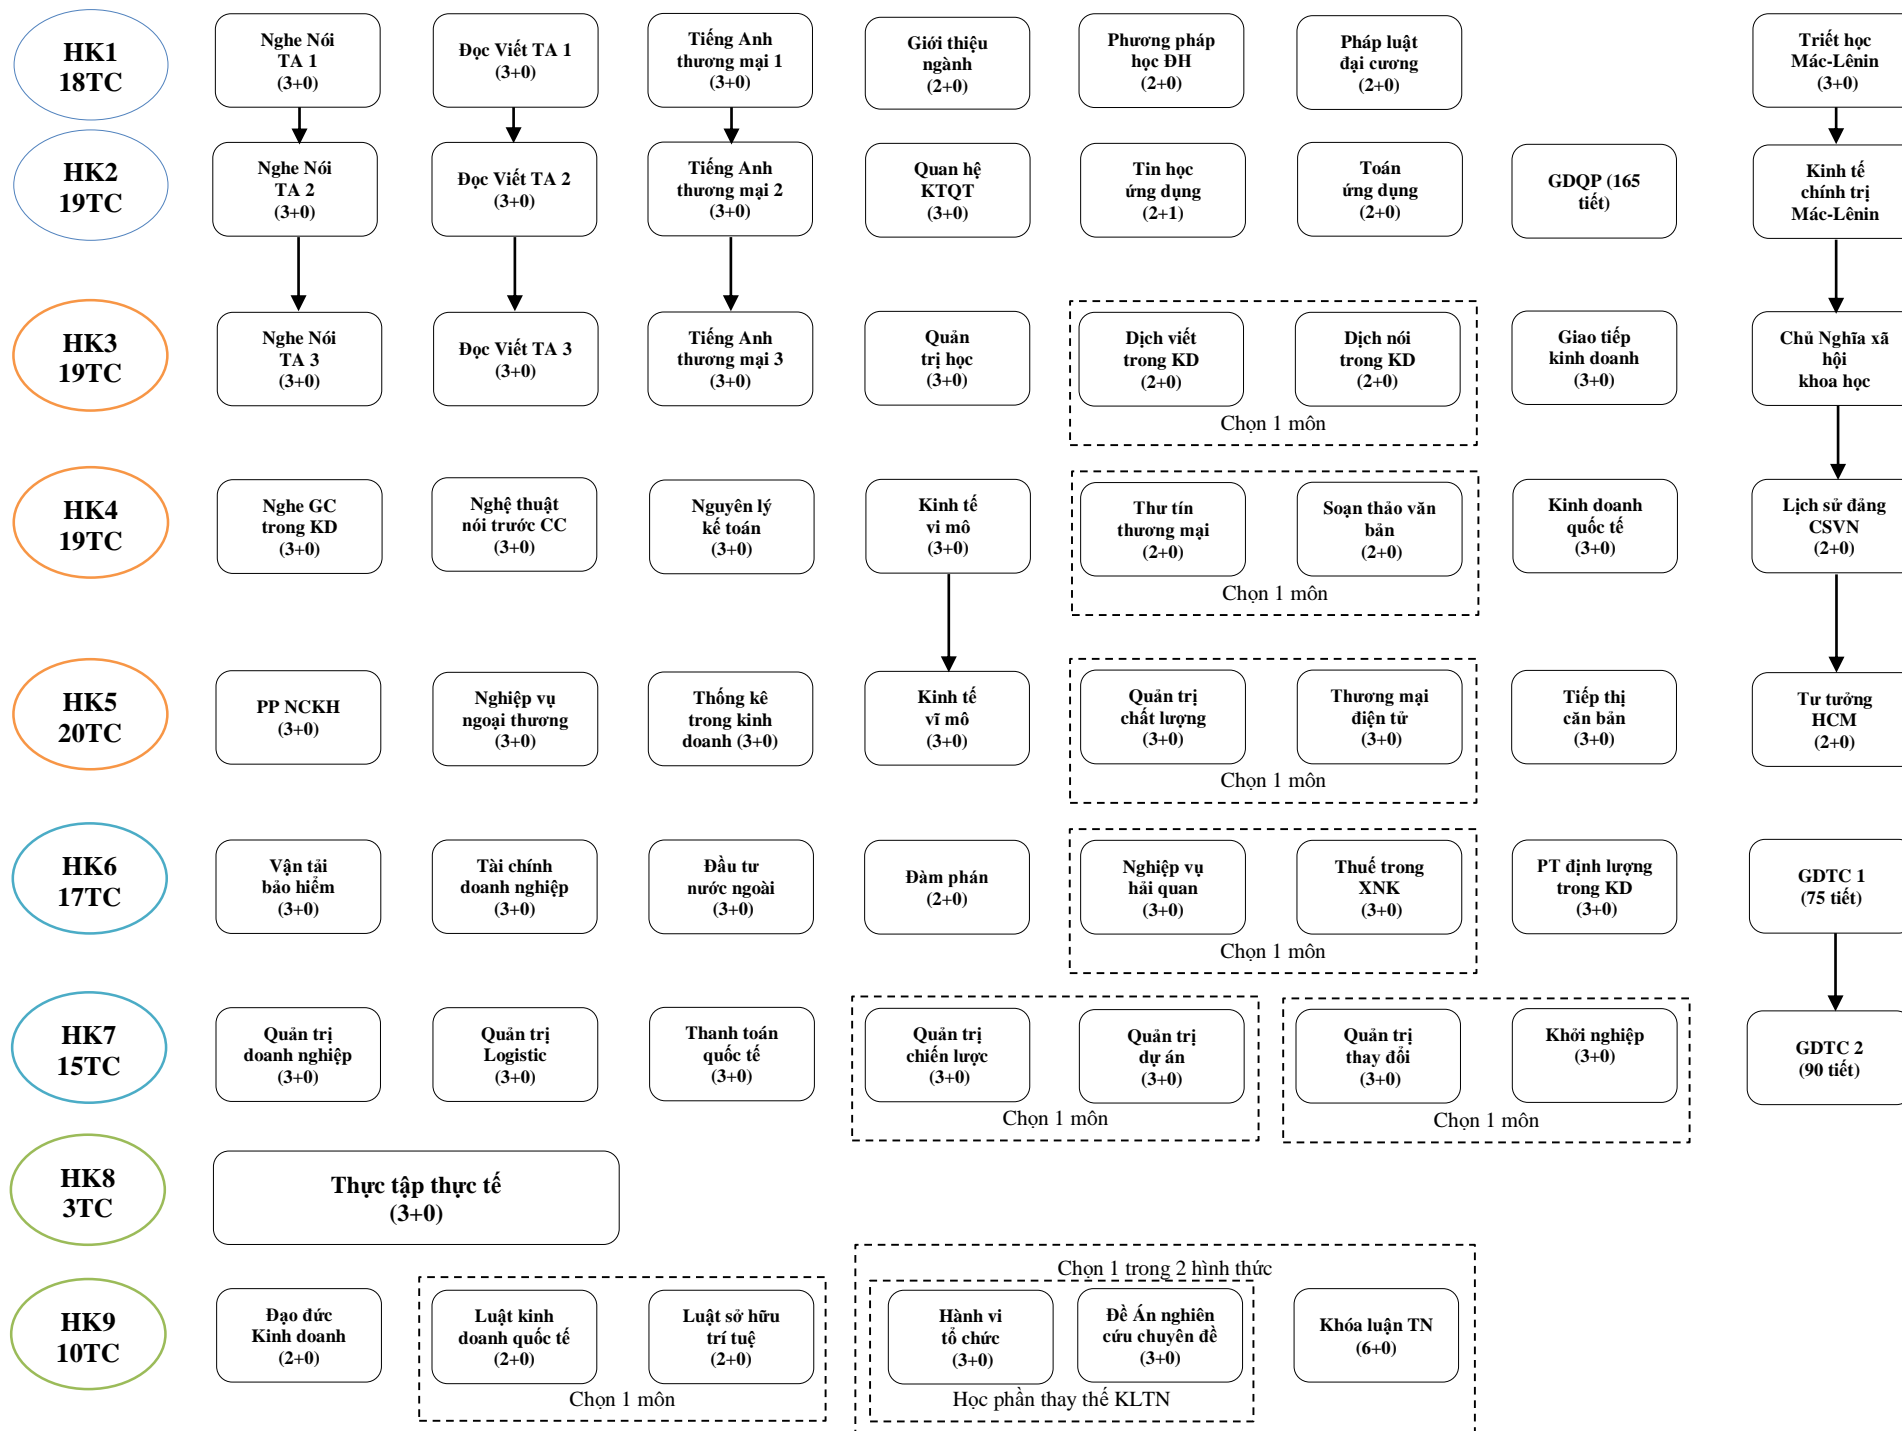 HK1
18TC
Nghe Nói
TA 1
(3+0)
Đọc Viết TA 1
(3+0)
Tiếng Anh
thương mại 1
(3+0)
Giới thiệu
ngành
(2+0)
Phương pháp
học ĐH
(2+0)
Pháp luật
đại cương
(2+0)
Triết học
Mác-Lênin
(3+0)
HK2
19TC
Nghe Nói
TA 2
(3+0)
Đọc Viết TA 2
(3+0)
Tiếng Anh
thương mại 2
(3+0)
Quan hệ
KTQT
(3+0)
Tin học
ứng dụng
(2+1)
Toán
ứng dụng
(2+0)
GDQP (165
tiết)
Kinh tế
chính trị
Mác-Lênin
HK3
19TC
Nghe Nói
TA 3
(3+0)
Đọc Viết TA 3
(3+0)
Tiếng Anh
thương mại 3
(3+0)
Quản
trị học
(3+0)
Dịch viết
trong KD
(2+0)
Dịch nói
trong KD
(2+0)
Chọn 1 môn
Giao tiếp
kinh doanh
(3+0)
Chủ Nghĩa xã
hội
khoa học
HK4
19TC
Nghe GC
trong KD
(3+0)
Nghệ thuật
nói trước CC
(3+0)
Nguyên lý
kế toán
(3+0)
Kinh tế
vi mô
(3+0)
Thư tín
thương mại
(2+0)
Soạn thảo văn
bản
(2+0)
Chọn 1 môn
Kinh doanh
quốc tế
(3+0)
Lịch sử đảng
CSVN
(2+0)
HK5
20TC
PP NCKH
(3+0)
Nghiệp vụ
ngoại thương
(3+0)
Thống kê
trong kinh
doanh (3+0)
Kinh tế
vĩ mô
(3+0)
Quản trị
chất lượng
(3+0)
Thương mại
điện tử
(3+0)
Chọn 1 môn
Tiếp thị
căn bản
(3+0)
Tư tưởng
HCM
(2+0)
HK6
17TC
Vận tải
bảo hiểm
(3+0)
Tài chính
doanh nghiệp
(3+0)
Đầu tư
nước ngoài
(3+0)
Đàm phán
(2+0)
Nghiệp vụ
hải quan
(3+0)
Thuế trong
XNK
(3+0)
Chọn 1 môn
PT định lượng
trong KD
(3+0)
GDTC 1
(75 tiết)
HK7
15TC
Quản trị
doanh nghiệp
(3+0)
Quản trị
Logistic
(3+0)
Thanh toán
quốc tế
(3+0)
Quản trị
chiến lược
(3+0)
Quản trị
dự án
(3+0)
Chọn 1 môn
Quản trị
thay đổi
(3+0)
Khởi nghiệp
(3+0)
Chọn 1 môn
GDTC 2
(90 tiết)
HK8
3TC
Thực tập thực tế
(3+0)
HK9
10TC
Đạo đức
Kinh doanh
(2+0)
Luật kinh
doanh quốc tế
(2+0)
Luật sở hữu
trí tuệ
(2+0)
Chọn 1 môn
Chọn 1 trong 2 hình thức
Hành vi
tổ chức
(3+0)
Đề Án nghiên
cứu chuyên đề
(3+0)
Học phần thay thế KLTN
Khóa luận TN
(6+0)